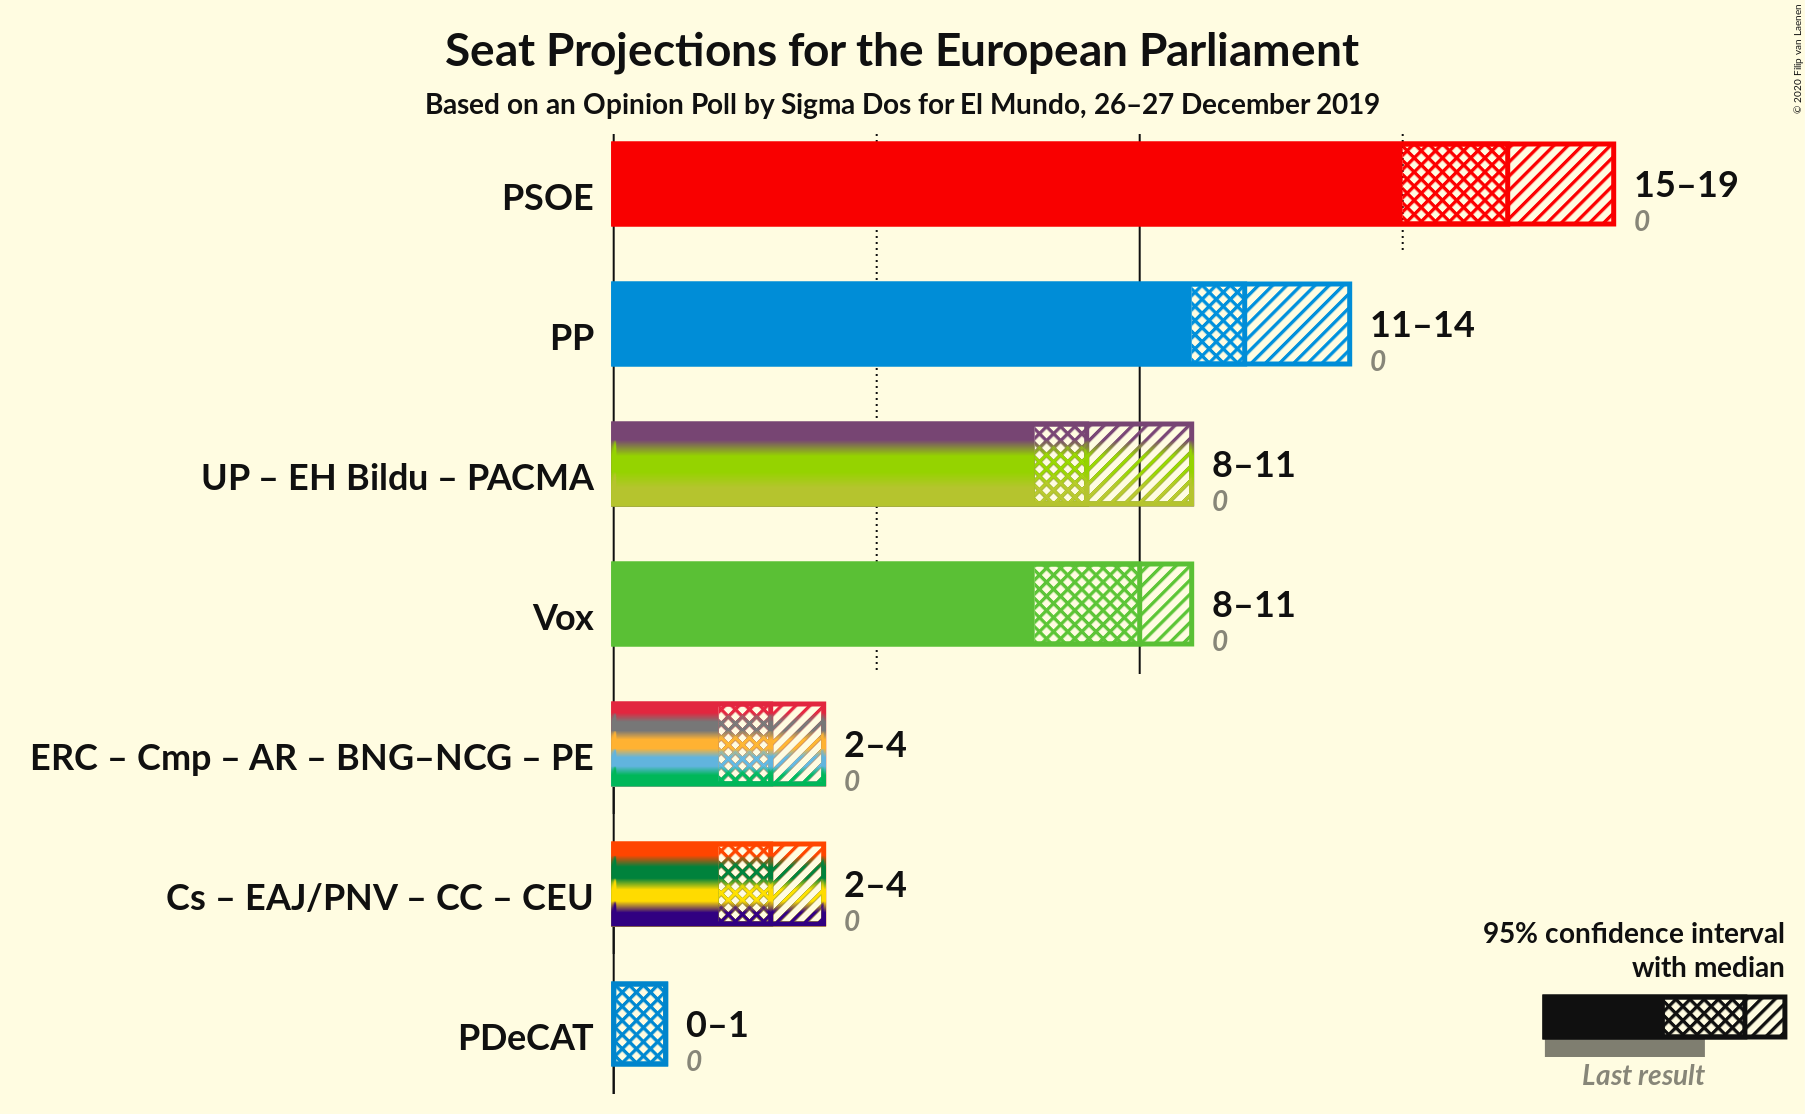 Seat Projections for the European Parliament
Based on an Opinion Poll by Sigma Dos for El Mundo, 26–27 December 2019
© 2020 Filip van Laenen
PSOE
15–19
0
PP
11–14
0
UP – EH Bildu – PACMA
8–11
0
Vox
8–11
0
ERC – Cmp – AR – BNG–NCG – PE
2–4
0
Cs – EAJ/PNV – CC – CEU
2–4
0
PDeCAT
0–1
0
95% confidence interval
with median
Last result